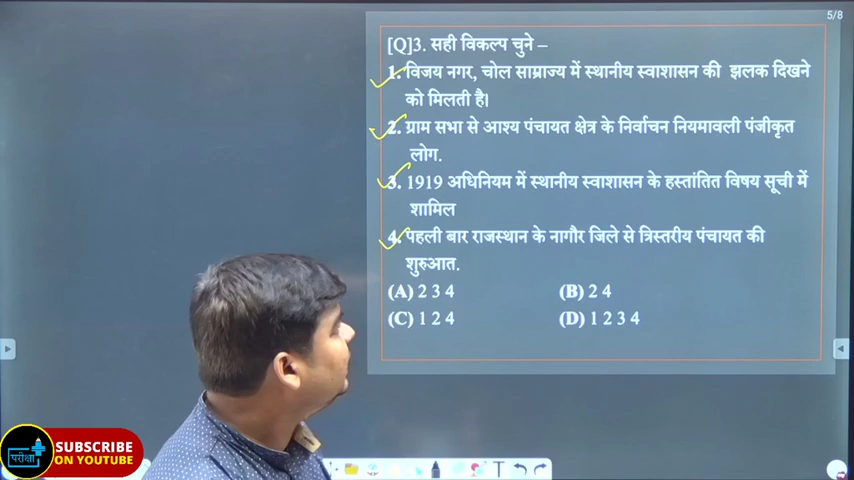 5/8
[Q]3. सही विकल्प चुने –
1. विजय नगर, चोल साम्राज्य में स्थानीय स्वाशासन की झलक दिखने
को मिलती है।
2. ग्राम सभा से आश्य पंचायत क्षेत्र के निर्वाचन नियमावली पंजीकृत
लोग.
3. 1919 अधिनियम में स्थानीय स्वाशासन के हस्तांतित विषय सूची में
शामिल
4. पहली बार राजस्थान के नागौर जिले से त्रिस्तरीय पंचायत की
शुरुआत.
(A) 2 3 4 (B) 2 4
(C) 1 2 4 (D) 1 2 3 4
परीक्षा
SUBSCRIBE
ON YOUTUBE